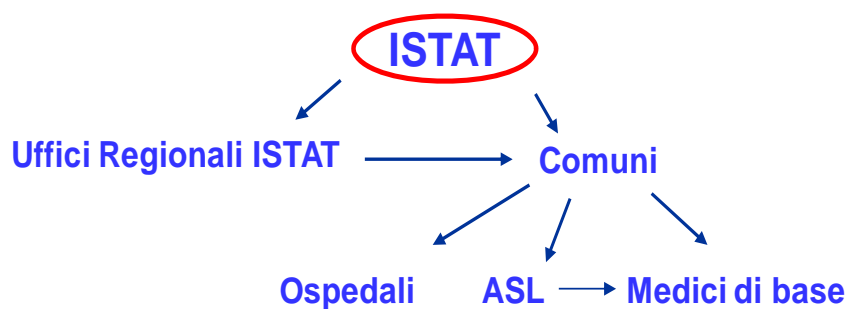 ISTAT
Uffici Regionali ISTAT
Comuni
Ospedali
ASL
Medici di base